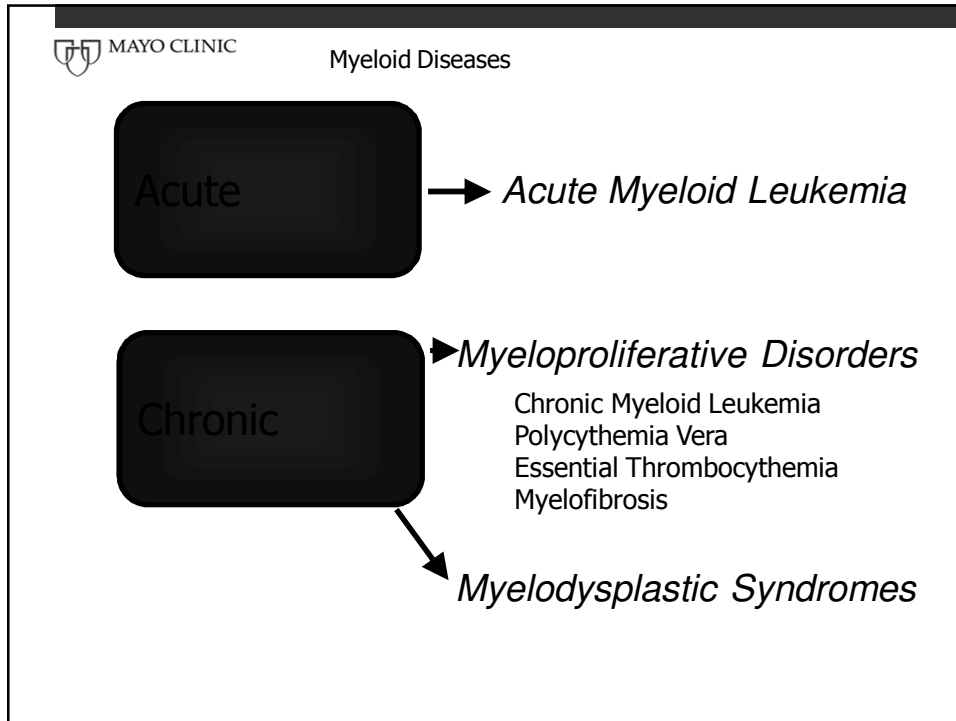 MAYO CLINIC
Myeloid Diseases
Acute
Acute Myeloid Leukemia
Chronic
Myeloproliferative Disorders
Chronic Myeloid Leukemia
Polycythemia Vera
Essential Thrombocythemia
Myelofibrosis
Myelodysplastic Syndromes